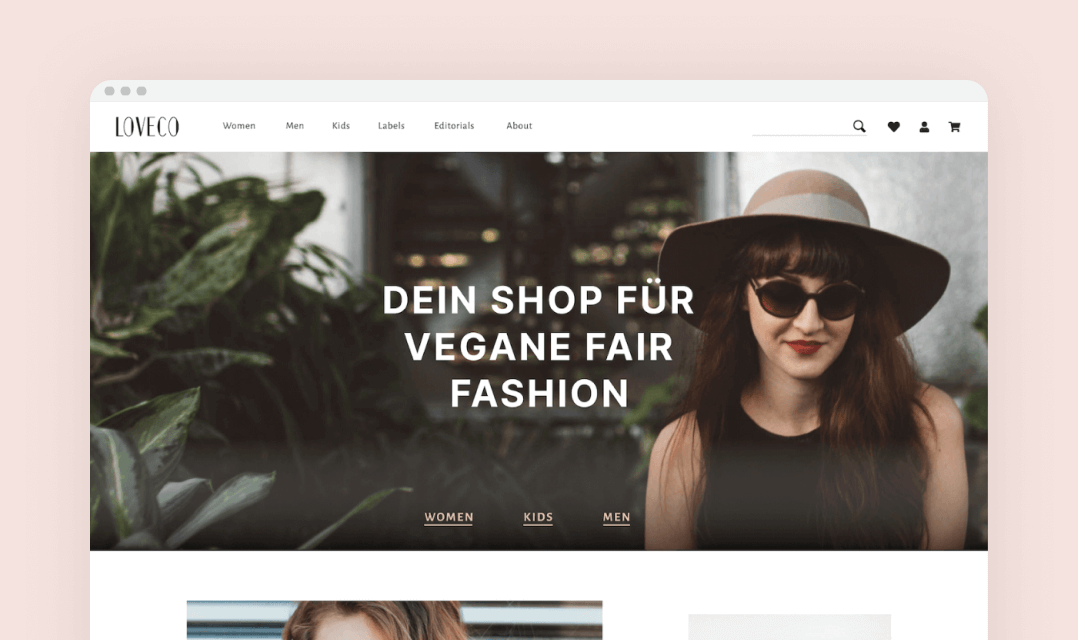 LOVECO
Women Men Kids Labels Editorials About
DEIN SHOP FÜR
VEGANE FAIR
FASHION
WOMEN KIDS MEN